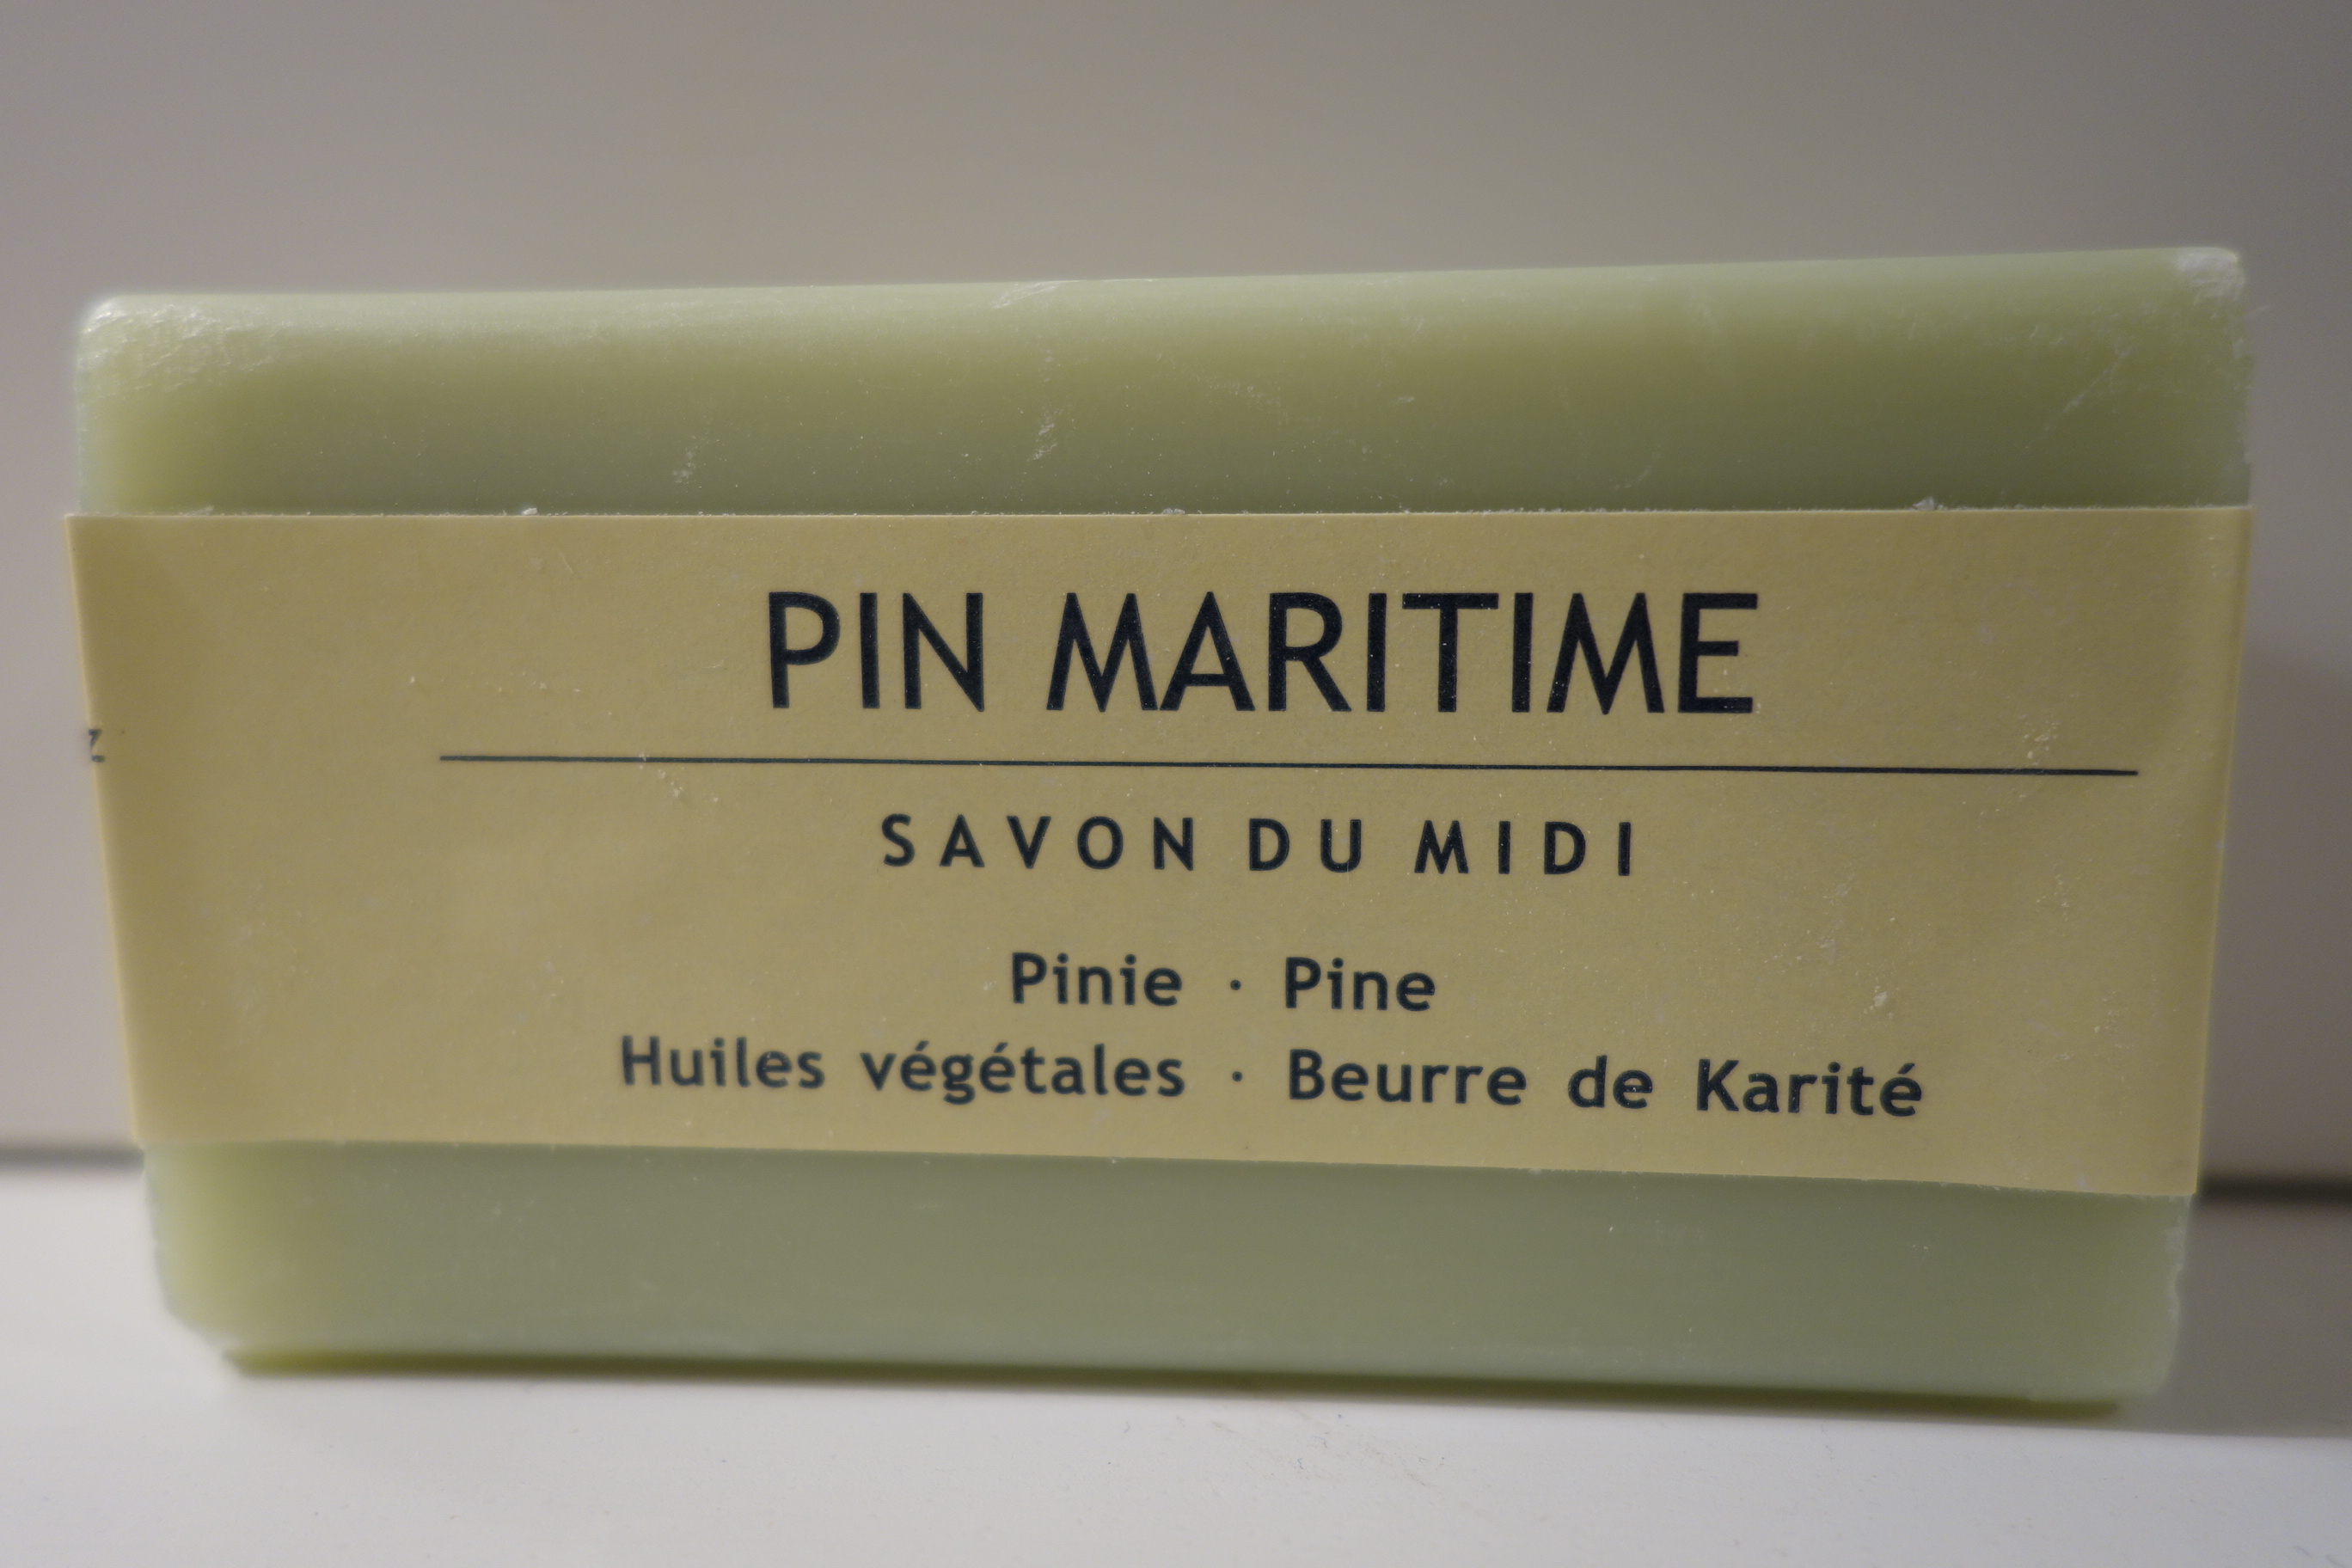 PIN MARITIME
SAVON DU MIDI
Pinie · Pine
Huiles végétales · Beurre de Karité